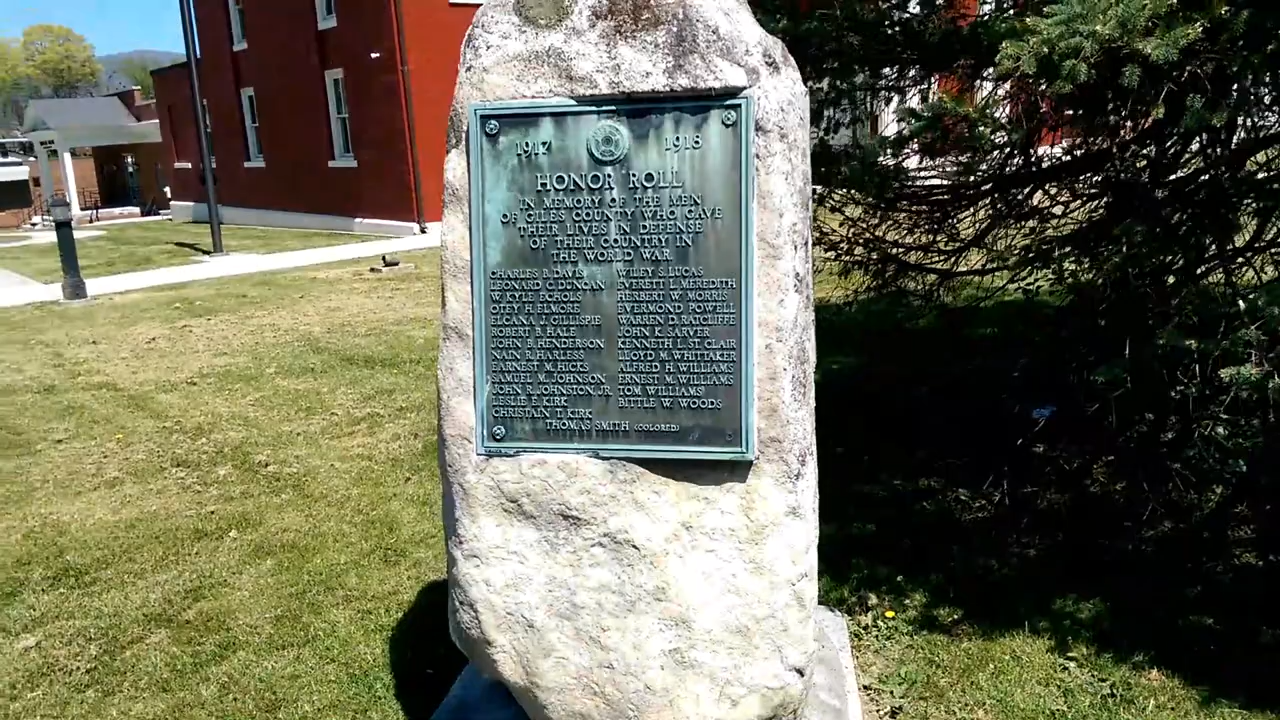 1917 1918
HONOR ROLL
IN MEMORY OF THE MEN
OF GILES COUNTY WHO GAVE
THEIR LIVES IN DEFENSE
OF THEIR COUNTRY IN
THE WORLD WAR.
CHARLES B. DAVIS
LEONARD C. DUNCAN
W. KYLE ECHOLS
OTEY H. ELMORE
ELCANA J. GILLISPIE
ROBERT B. HALE
JOHN B. HENDERSON
NAIN R. HARLESS
EARNEST M. HICKS
SAMUEL M. JOHNSON
JOHN R. JOHNSTON, JR.
LESLIE E. KIRK
CHRISTAIN T. KIRK
WILEY S. LUCAS
EVERETT L. MEREDITH
HERBERT W. MORRIS
EVERMOND POWELL
WARREN D. RATCLIFFE
JOHN K. SARVER
KENNETH L. ST. CLAIR
LLOYD M. WHITTAKER
ALFRED H. WILLIAMS
ERNEST M. WILLIAMS
TOM WILLIAMS
BITTLE W. WOODS
THOMAS SMITH (COLORED)